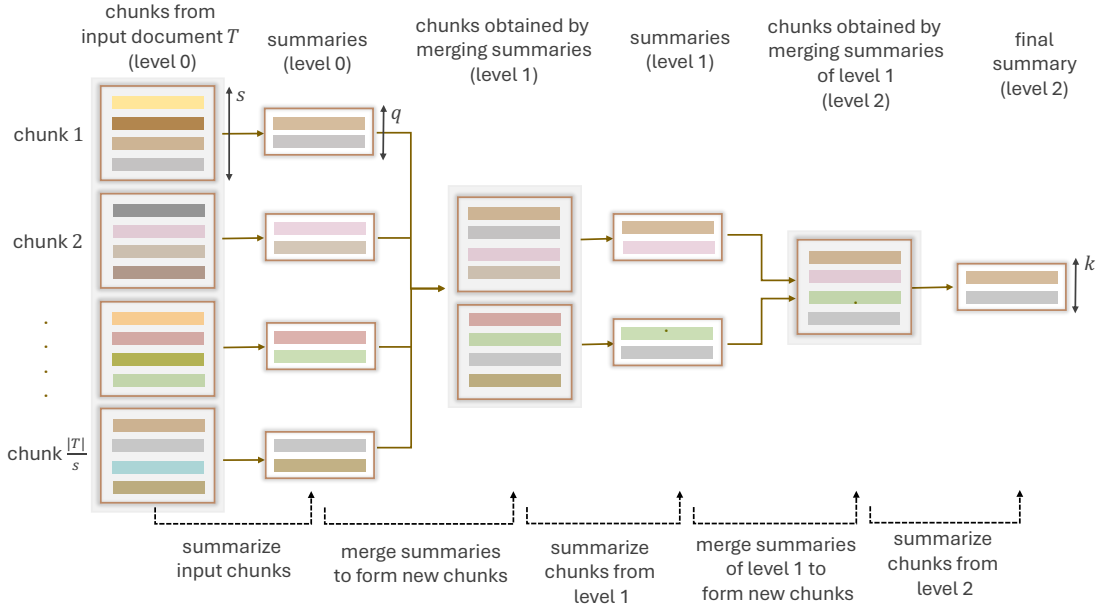 chunks from
input document T
(level 0)
summaries
(level 0)
chunks obtained by
merging summaries
(level 1)
summaries
(level 1)
chunks obtained by
merging summaries
of level 1
(level 2)
final
summary
(level 2)
chunk 1
s
q
chunk 2
k
chunk |T|/s
summarize
input chunks
merge summaries
to form new chunks
summarize
chunks from
level 1
merge summaries
of level 1 to
form new chunks
summarize
chunks from
level 2